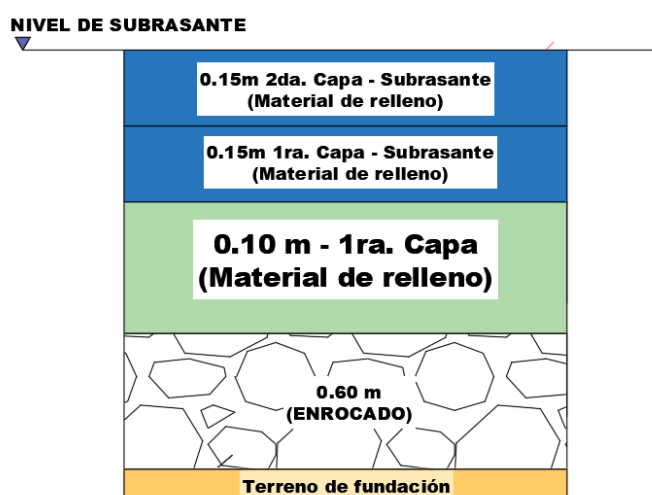 NIVEL DE SUBRASANTE
0.15m 2da. Capa - Subrasante
(Material de relleno)
0.15m 1ra. Capa - Subrasante
(Material de relleno)
0.10 m - 1ra. Capa
(Material de relleno)
0.60 m
(ENROCADO)
Terreno de fundación